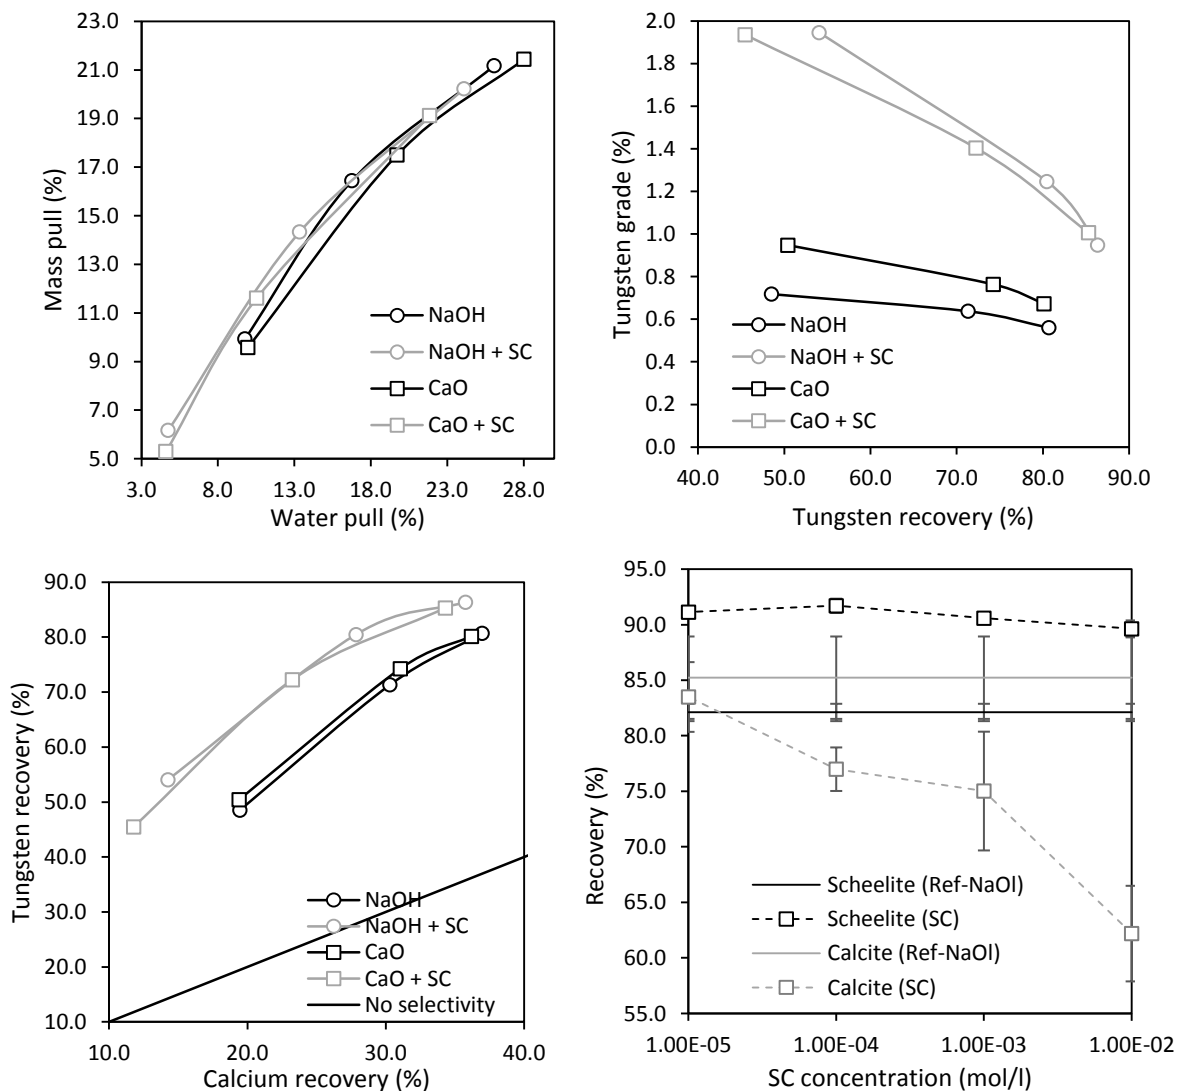 23.0
21.0
19.0
17.0
15.0
13.0
11.0
9.0
7.0
5.0
Mass pull (%)
3.0 8.0 13.0 18.0 23.0 28.0
Water pull (%)
NaOH
NaOH + SC
CaO
CaO + SC
2.0
1.8
1.6
1.4
1.2
1.0
0.8
0.6
0.4
0.2
0.0
Tungsten grade (%)
40.0 50.0 60.0 70.0 80.0 90.0
Tungsten recovery (%)
NaOH
NaOH + SC
CaO
CaO + SC
90.0
80.0
70.0
60.0
50.0
40.0
30.0
20.0
10.0
Tungsten recovery (%)
10.0 20.0 30.0 40.0
Calcium recovery (%)
NaOH
NaOH + SC
CaO
CaO + SC
No selectivity
95.0
90.0
85.0
80.0
75.0
70.0
65.0
60.0
55.0
Recovery (%)
1.00E-05 1.00E-04 1.00E-03 1.00E-02
SC concentration (mol/l)
Scheelite (Ref-NaOl)
Scheelite (SC)
Calcite (Ref-NaOl)
Calcite (SC)